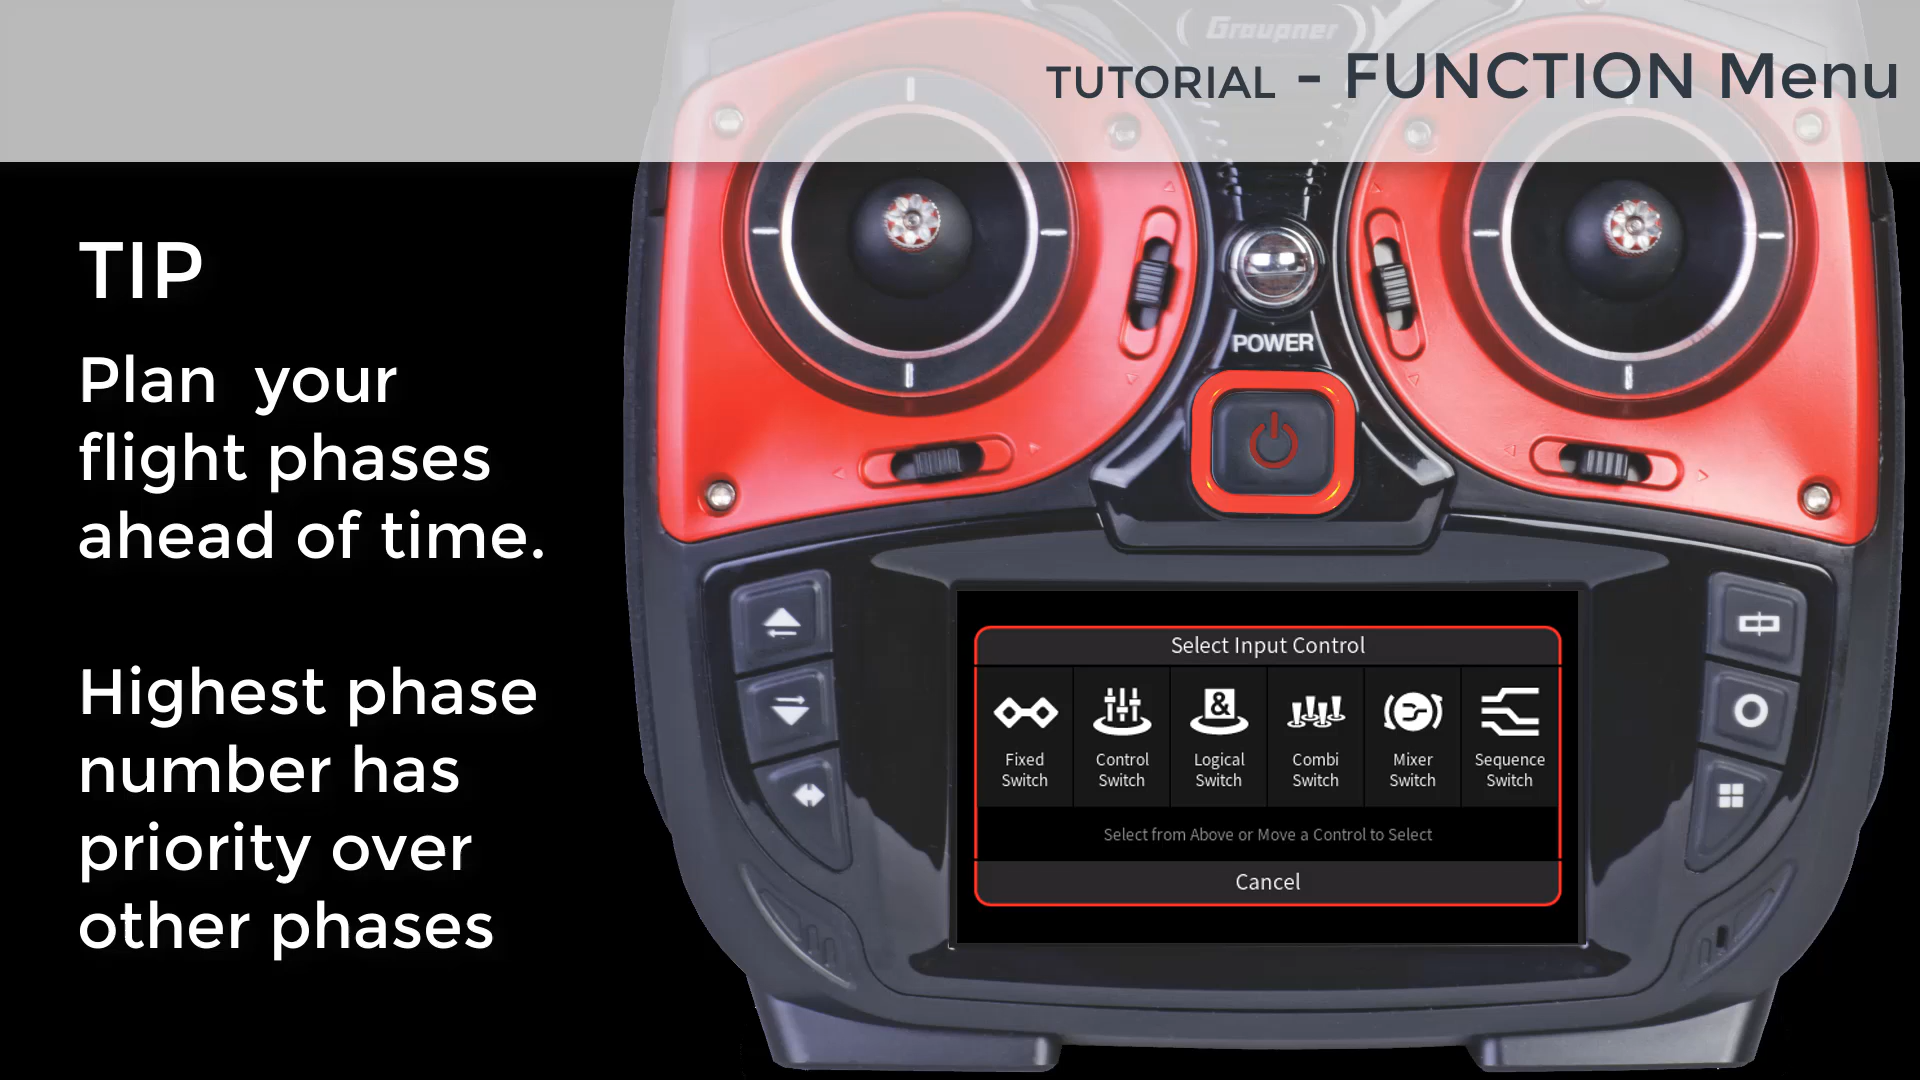 Graupner
TUTORIAL - FUNCTION Menu
TIP
Plan your
flight phases
ahead of time.
Highest phase
number has
priority over
other phases
POWER
Select Input Control
Fixed Switch
Control Switch
Logical Switch
Combi Switch
Mixer Switch
Sequence Switch
Select from Above or Move a Control to Select
Cancel